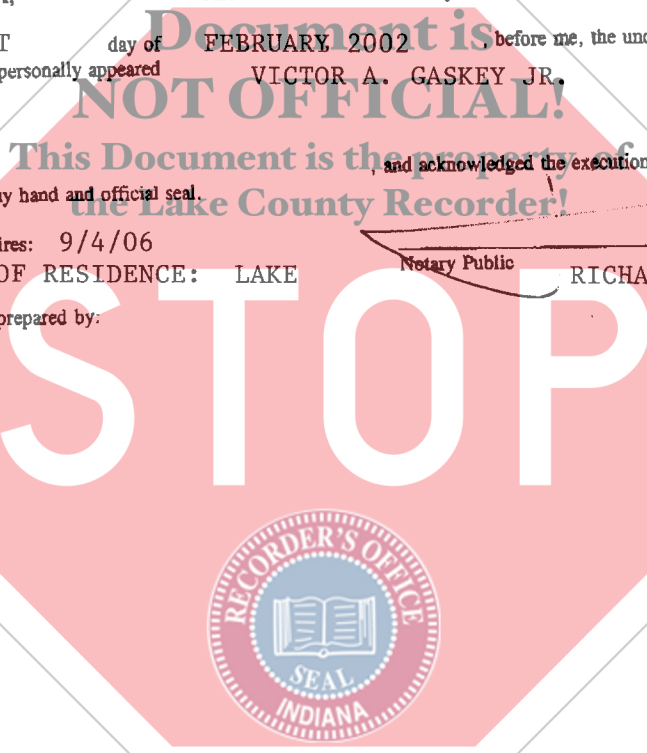 Document is
T day of FEBRUARY 2002 , before me, the und
personally appeared VICTOR A. GASKEY JR.
NOT OFFICIAL!
This Document is the property of
, and acknowledged the execution
the Lake County Recorder!
y hand and official seal.
ires: 9/4/06
Notary Public RICHA
OF RESIDENCE: LAKE
prepared by:
STOP
RECORDER'S OFFICE
SEAL
INDIANA